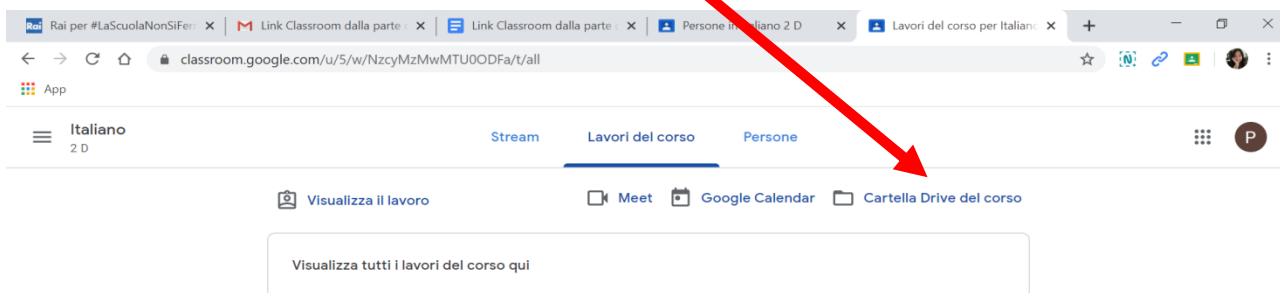 Rai Rai per #LaScuolaNonSiFer
Link Classroom dalla parte
Link Classroom dalla parte
Persone in Italiano 2 D
Lavori del corso per Italiano
classroom.google.com/u/5/w/NzcyMzMwMTU0ODFa/t/all
App
Italiano
2 D
Stream Lavori del corso Persone
P
Visualizza il lavoro Meet Google Calendar Cartella Drive del corso
Visualizza tutti i lavori del corso qui